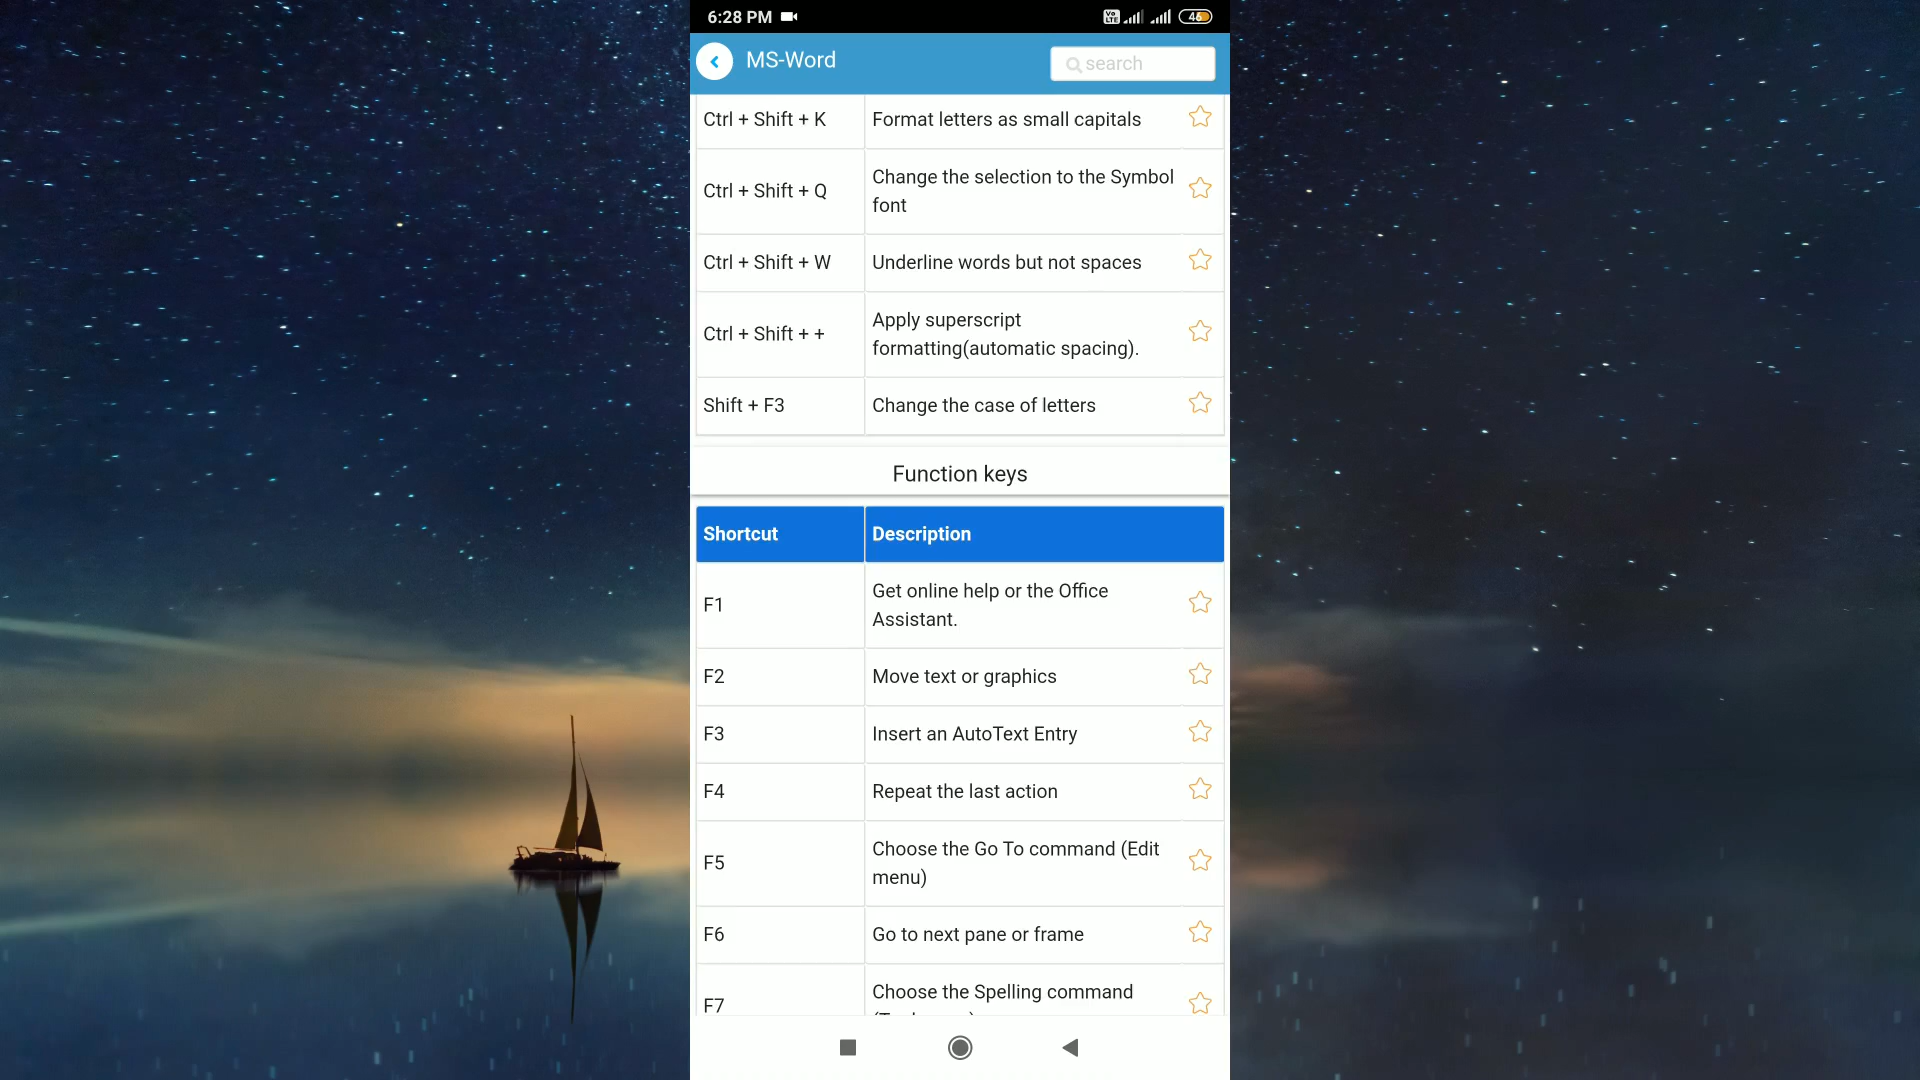 6:28 PM
Vo LTE
46
MS-Word
search
Ctrl + Shift + K
Format letters as small capitals
Ctrl + Shift + Q
Change the selection to the Symbol
font
Ctrl + Shift + W
Underline words but not spaces
Ctrl + Shift + +
Apply superscript
formatting(automatic spacing).
Shift + F3
Change the case of letters
Function keys
Shortcut
Description
F1
Get online help or the Office
Assistant.
F2
Move text or graphics
F3
Insert an AutoText Entry
F4
Repeat the last action
F5
Choose the Go To command (Edit
menu)
F6
Go to next pane or frame
F7
Choose the Spelling command